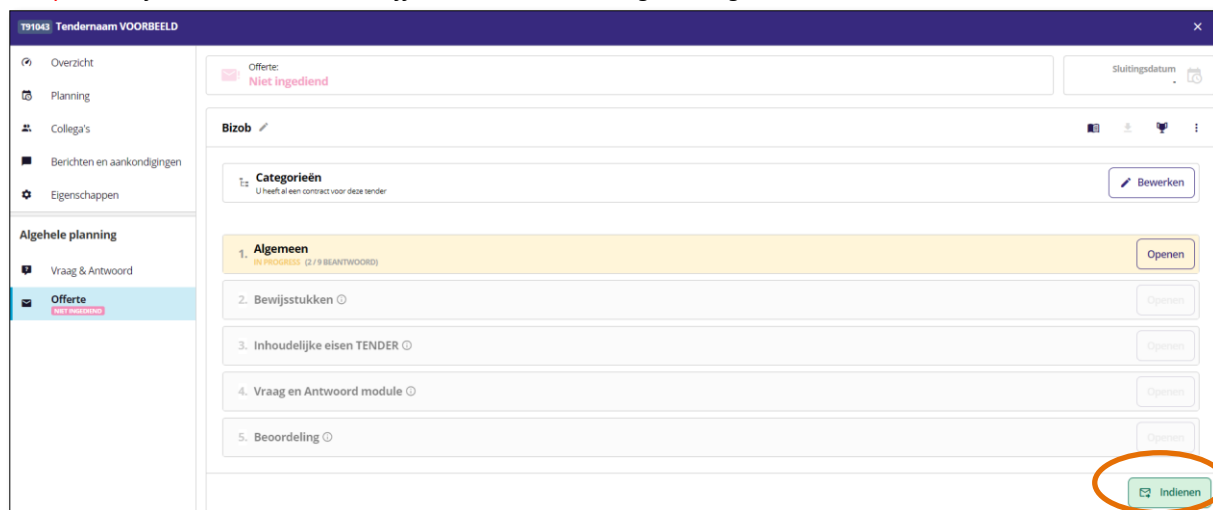 T91043 Tendernaam VOORBEELD
Overzicht
Planning
Collega's
Berichten en aankondigingen
Eigenschappen
Algehele planning
Vraag & Antwoord
Offerte
NIET INGEDIEND
Offerte:
Niet ingediend
Sluitingsdatum
-
Bizob
Categorieën
U heeft al een contract voor deze tender
Bewerken
1. Algemeen
IN PROGRESS (2 / 9 BEANTWOORD)
Openen
2. Bewijsstukken
Openen
3. Inhoudelijke eisen TENDER
Openen
4. Vraag en Antwoord module
Openen
5. Beoordeling
Openen
Indienen